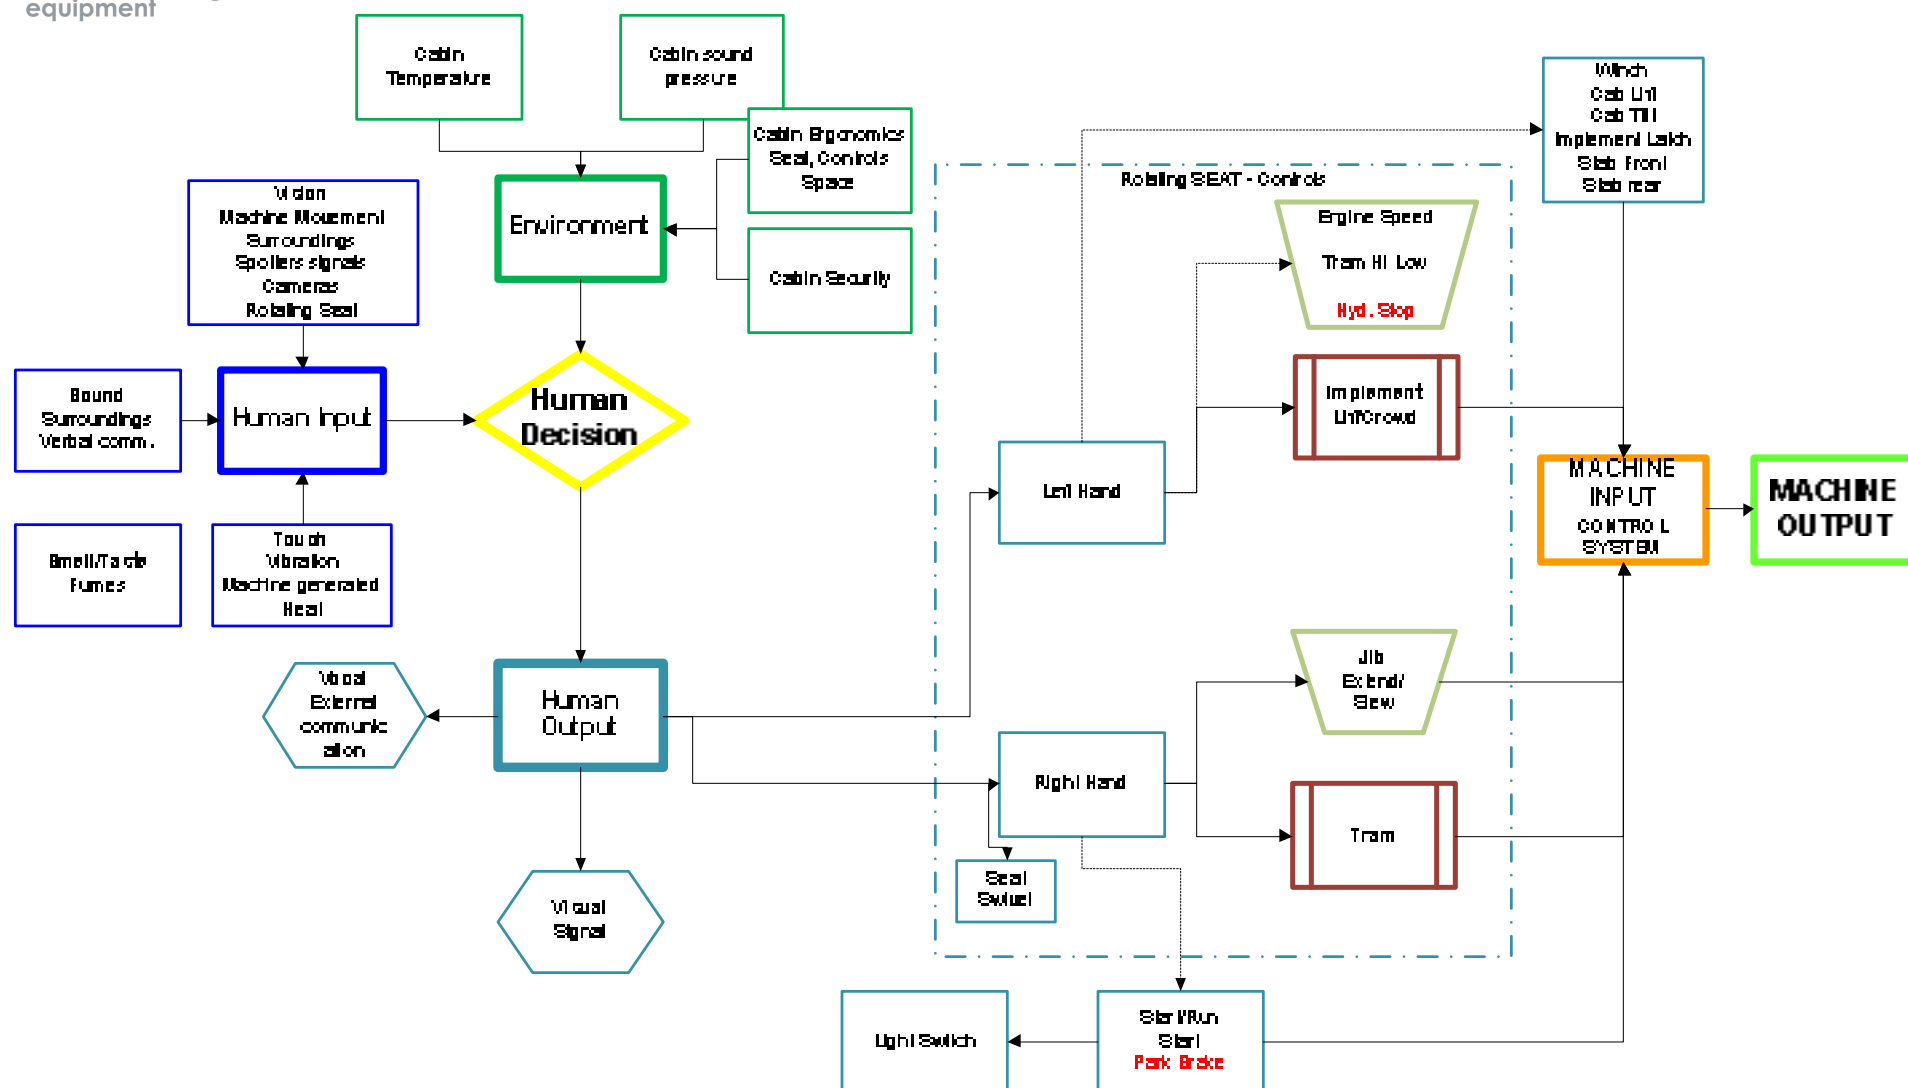 equipment
Cabin
Temperature
Cabin sound
pressure
Cabin Ergonomics
Seat, Controls
Space
Cabin Security
Environment
Vision
Machine Movement
Surroundings
Spotters signals
Cameras
Rotating Seat
Sound
Surroundings
Verbal comm.
Human Input
Smell/Taste
Fumes
Touch
Vibration
Machine generated
Heat
Human
Decision
Human
Output
Vocal
External
communic
ation
Visual
Signal
Rotating SEAT - Controls
Left Hand
Right Hand
Seat
Swivel
Engine Speed
Tram Hi Low
Hyd. Stop
Implement
Lift/Crowd
Jib
Extend/
Slew
Tram
Winch
Cab Lift
Cab Tilt
Implement Latch
Stab Front
Stab rear
MACHINE
INPUT
CONTROL
SYSTEM
MACHINE
OUTPUT
Light Switch
Start/Run
Start
Park Brake